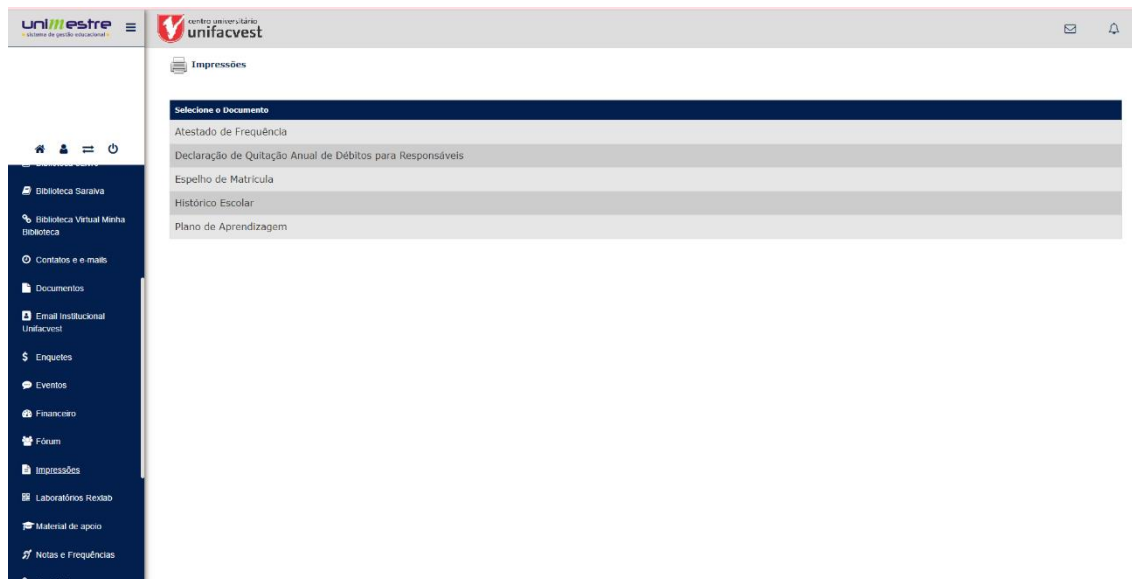 unimestre
sistema de gestão educacional
centro universitário
unifacvest
Impressões
Selecione o Documento
Atestado de Frequência
Declaração de Quitação Anual de Débitos para Responsáveis
Espelho de Matrícula
Histórico Escolar
Plano de Aprendizagem
Biblioteca Saraiva
Biblioteca Virtual Minha
Biblioteca
Contatos e e-mails
Documentos
Email Institucional
Unifacvest
Enquetes
Eventos
Financeiro
Fórum
Impressões
Laboratórios Rexlab
Material de apoio
Notas e Frequências